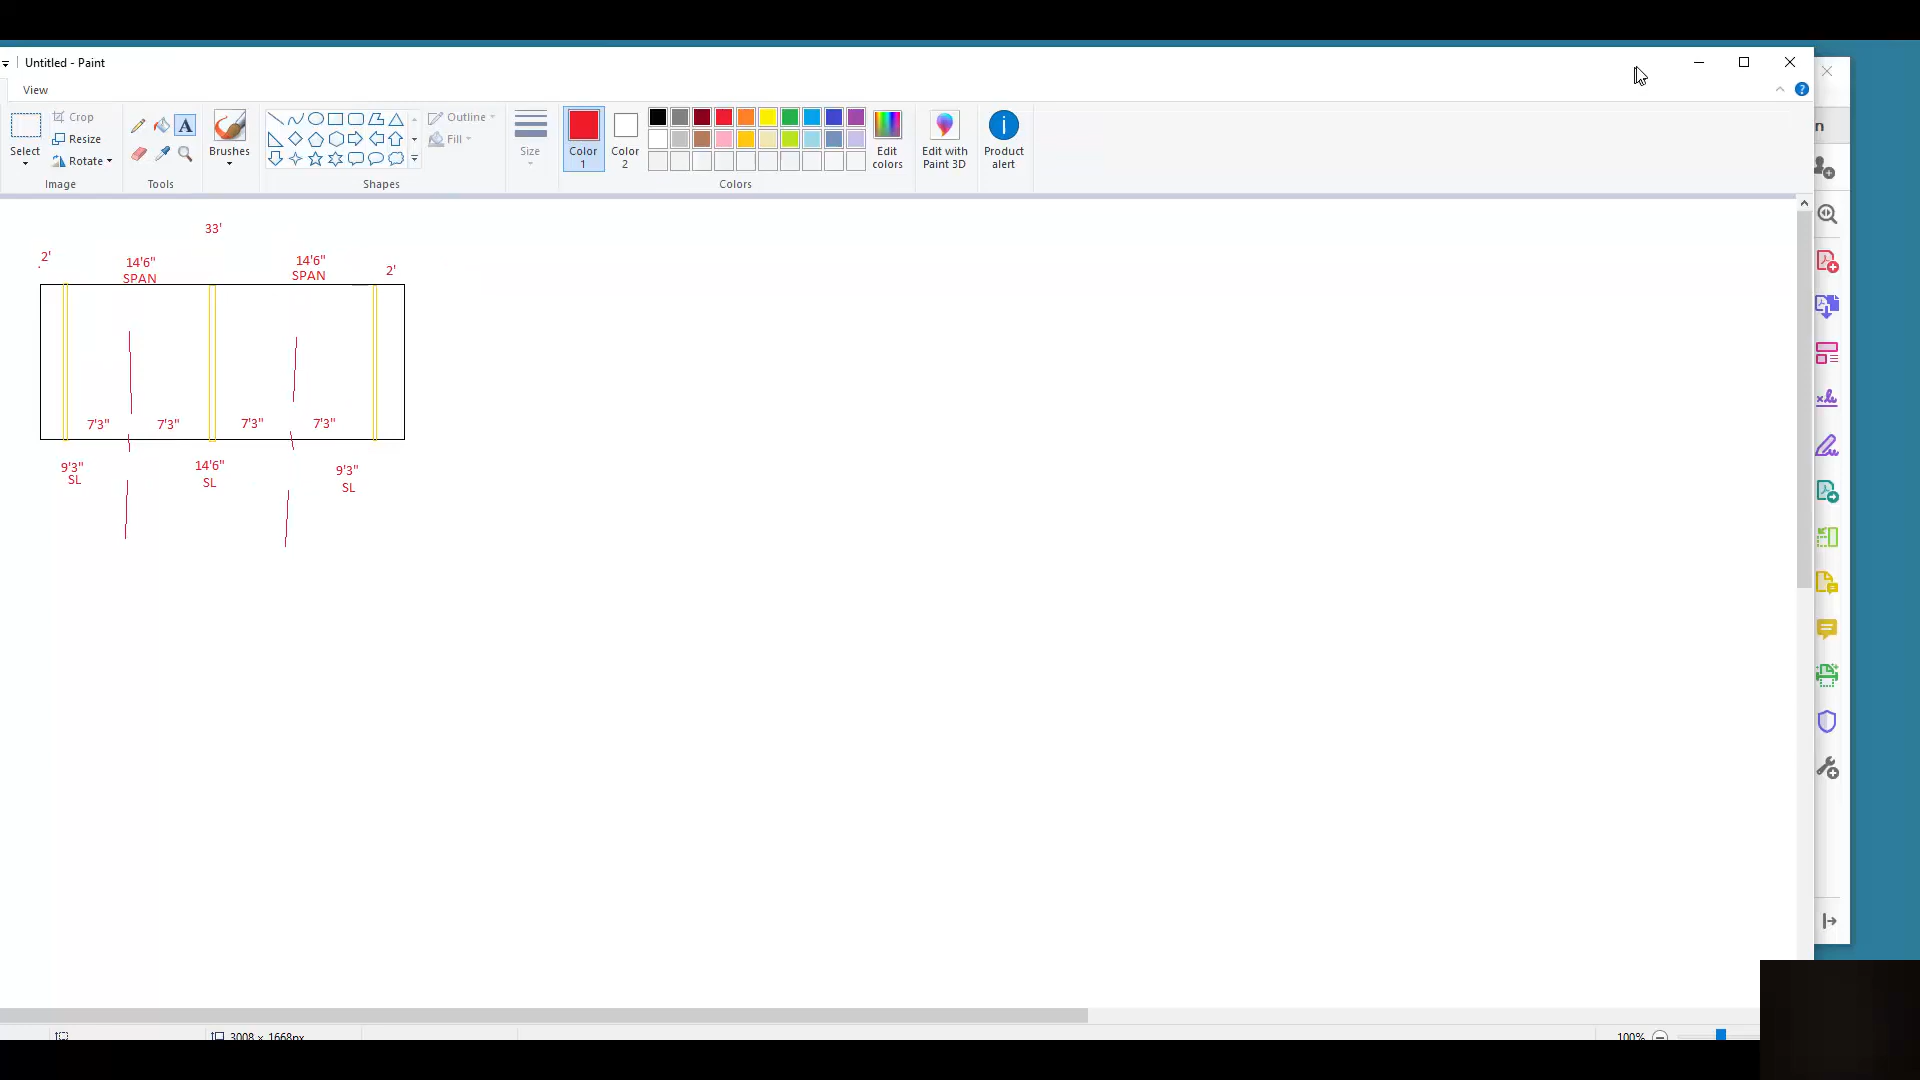 Untitled - Paint
View
Select
Crop
Resize
Rotate
Image
A
Tools
Brushes
Shapes
Outline
Fill
Size
Color
1
Color
2
Colors
Edit
colors
Edit with
Paint 3D
Product
alert
n
33'
2'
14'6"
SPAN
14'6"
SPAN
2'
7'3"
7'3"
7'3"
7'3"
9'3"
SL
14'6"
SL
9'3"
SL
3008 × 1668px
100%